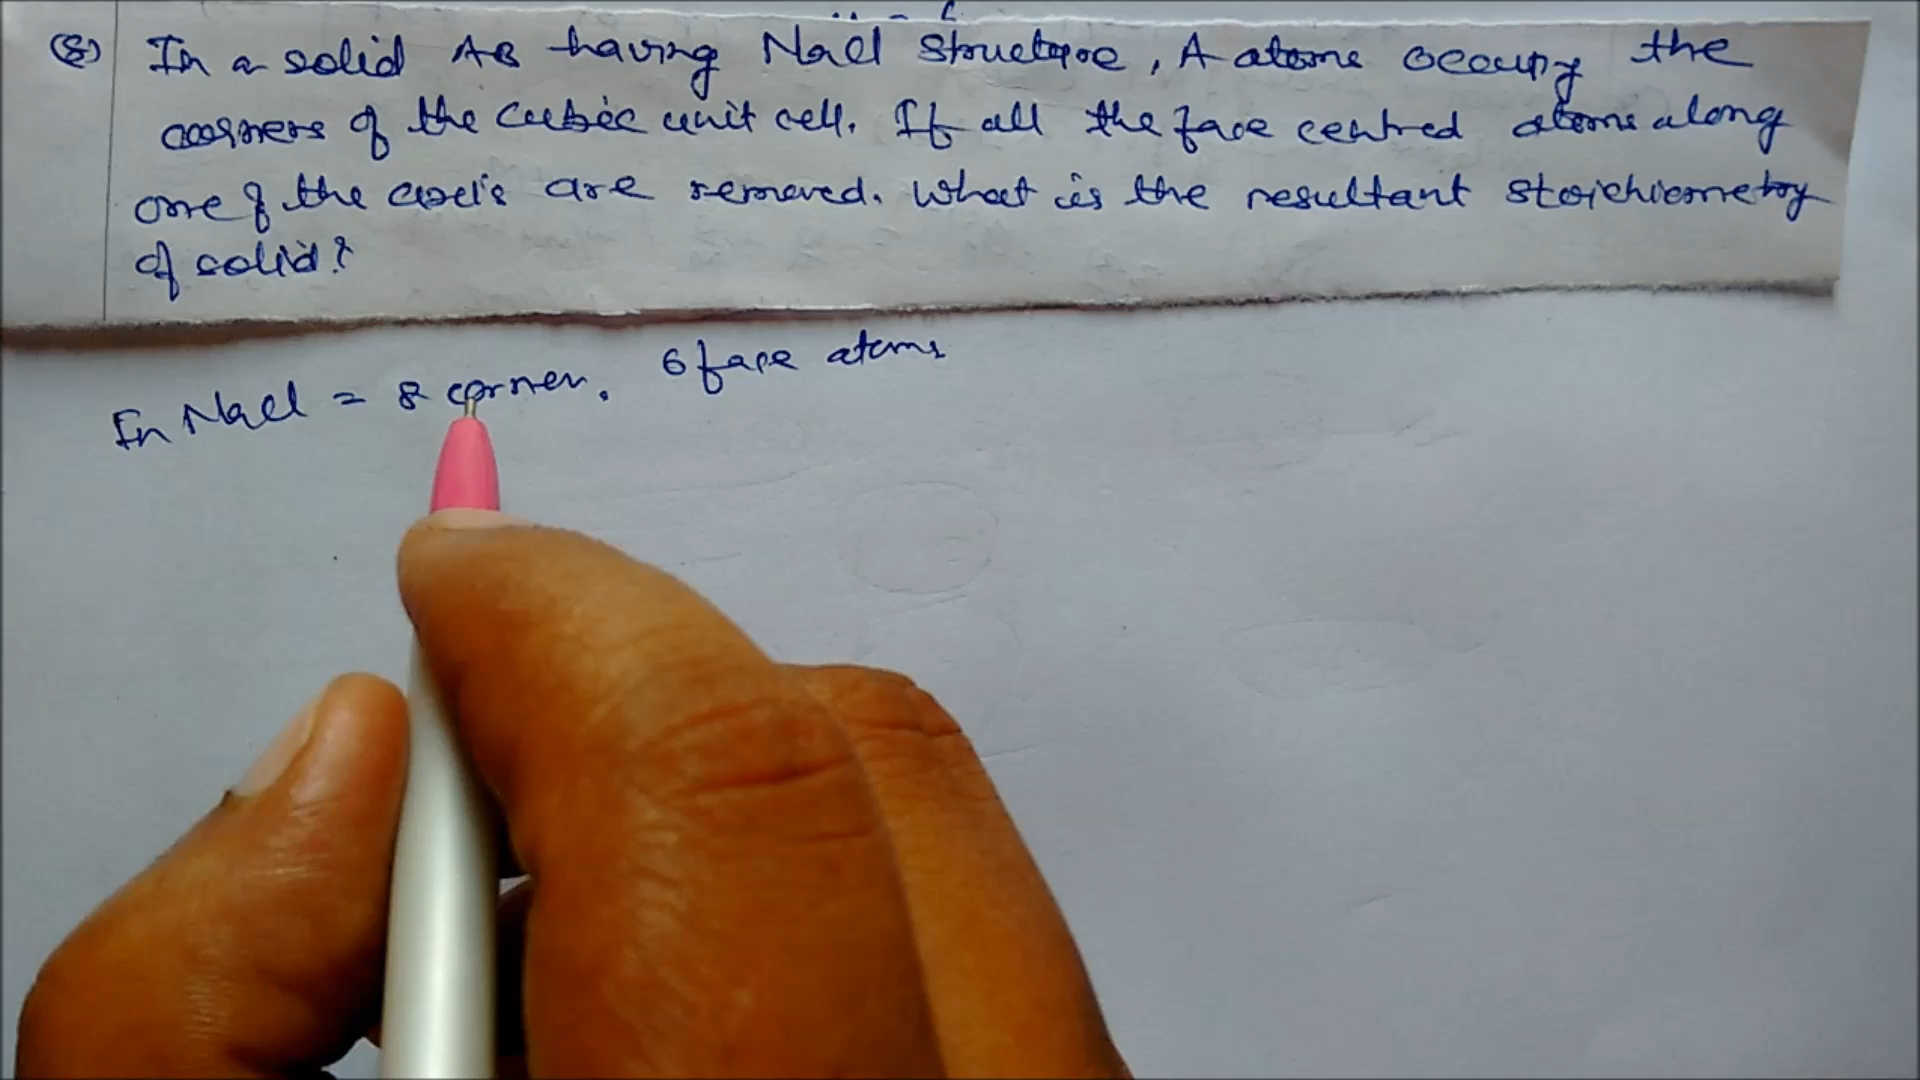 (8) In a solid AB having NaCl structure, A atoms occupy the
corners of the cubic unit cell. If all the face centred atoms along
one of the axis are removed. What is the resultant stoichiometry
of solid?
In NaCl = 8 corner. 6 face atoms